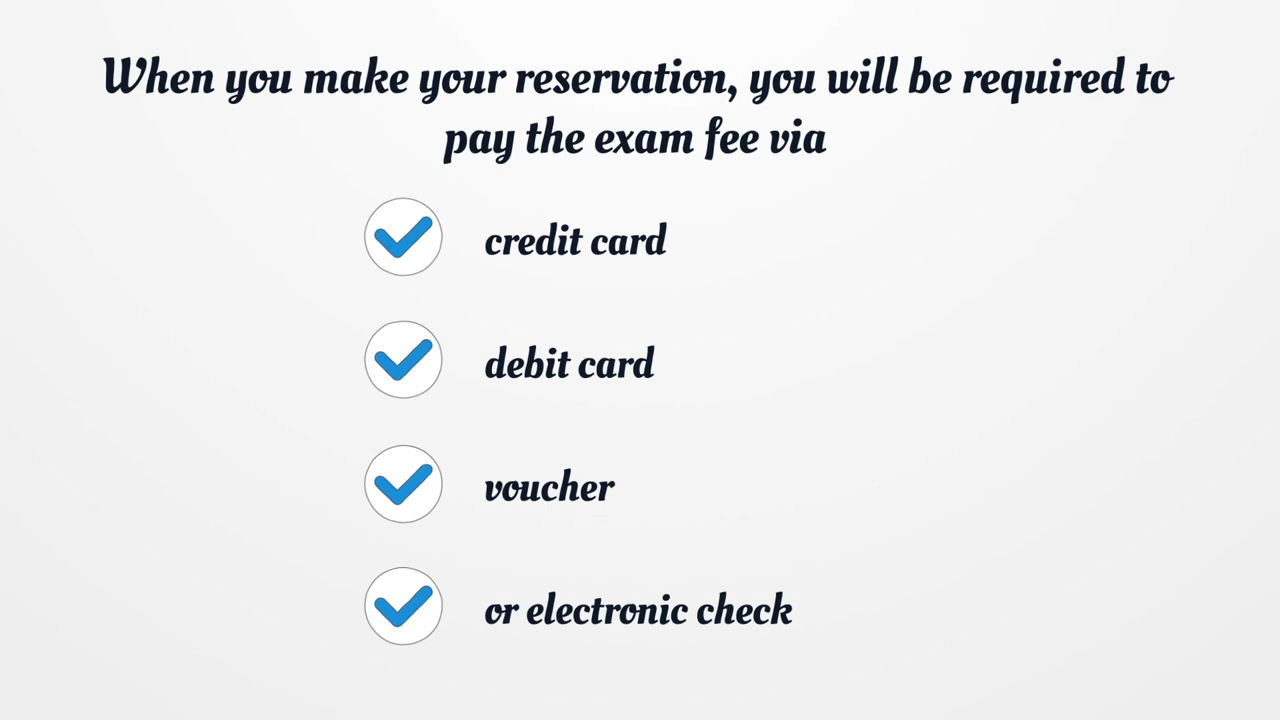 When you make your reservation, you will be required to
pay the exam fee via
credit card
debit card
voucher
or electronic check